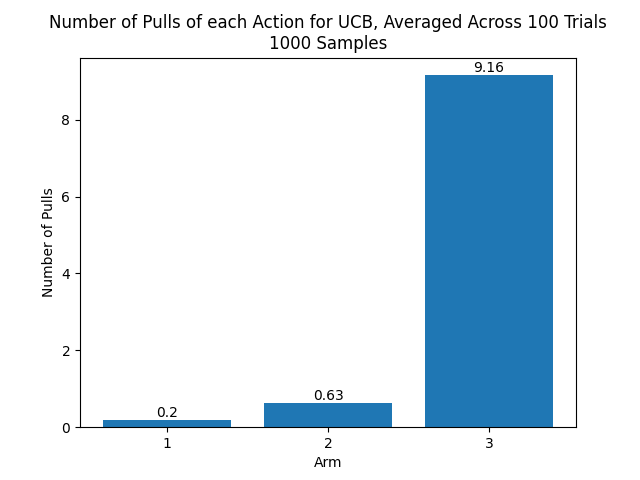 Number of Pulls of each Action for UCB, Averaged Across 100 Trials
1000 Samples
9.16
8
6
Number of Pulls
4
2
0.63
0.2
0
1 2 3
Arm